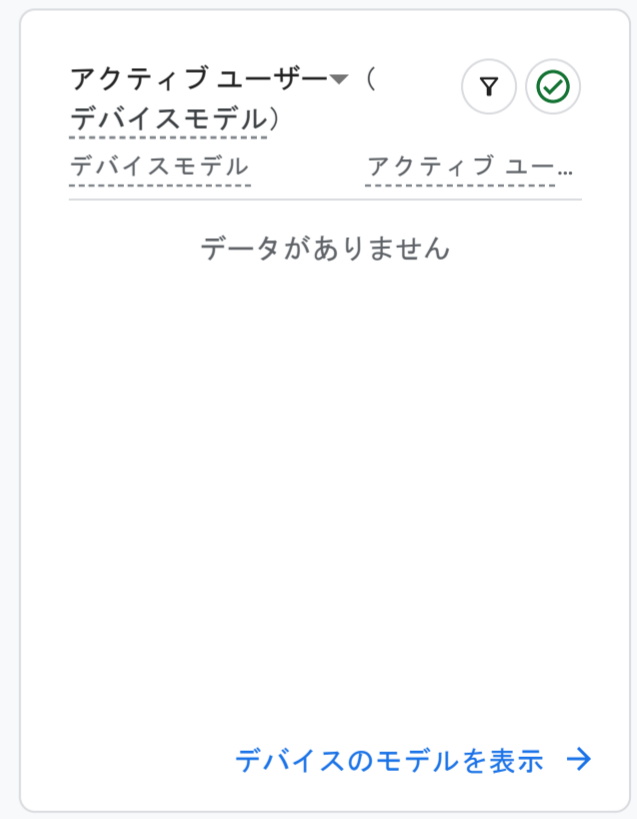 アクティブ ユーザー▼（
デバイスモデル）
デバイスモデル アクティブ ユー...
データがありません
デバイスのモデルを表示 →